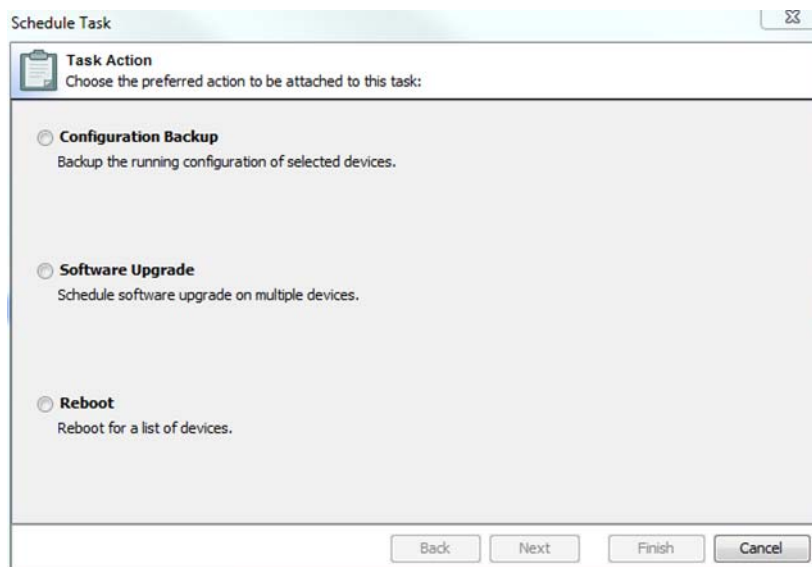 Schedule Task
Task Action
Choose the preferred action to be attached to this task:
Configuration Backup
Backup the running configuration of selected devices.
Software Upgrade
Schedule software upgrade on multiple devices.
Reboot
Reboot for a list of devices.
Back Next Finish Cancel